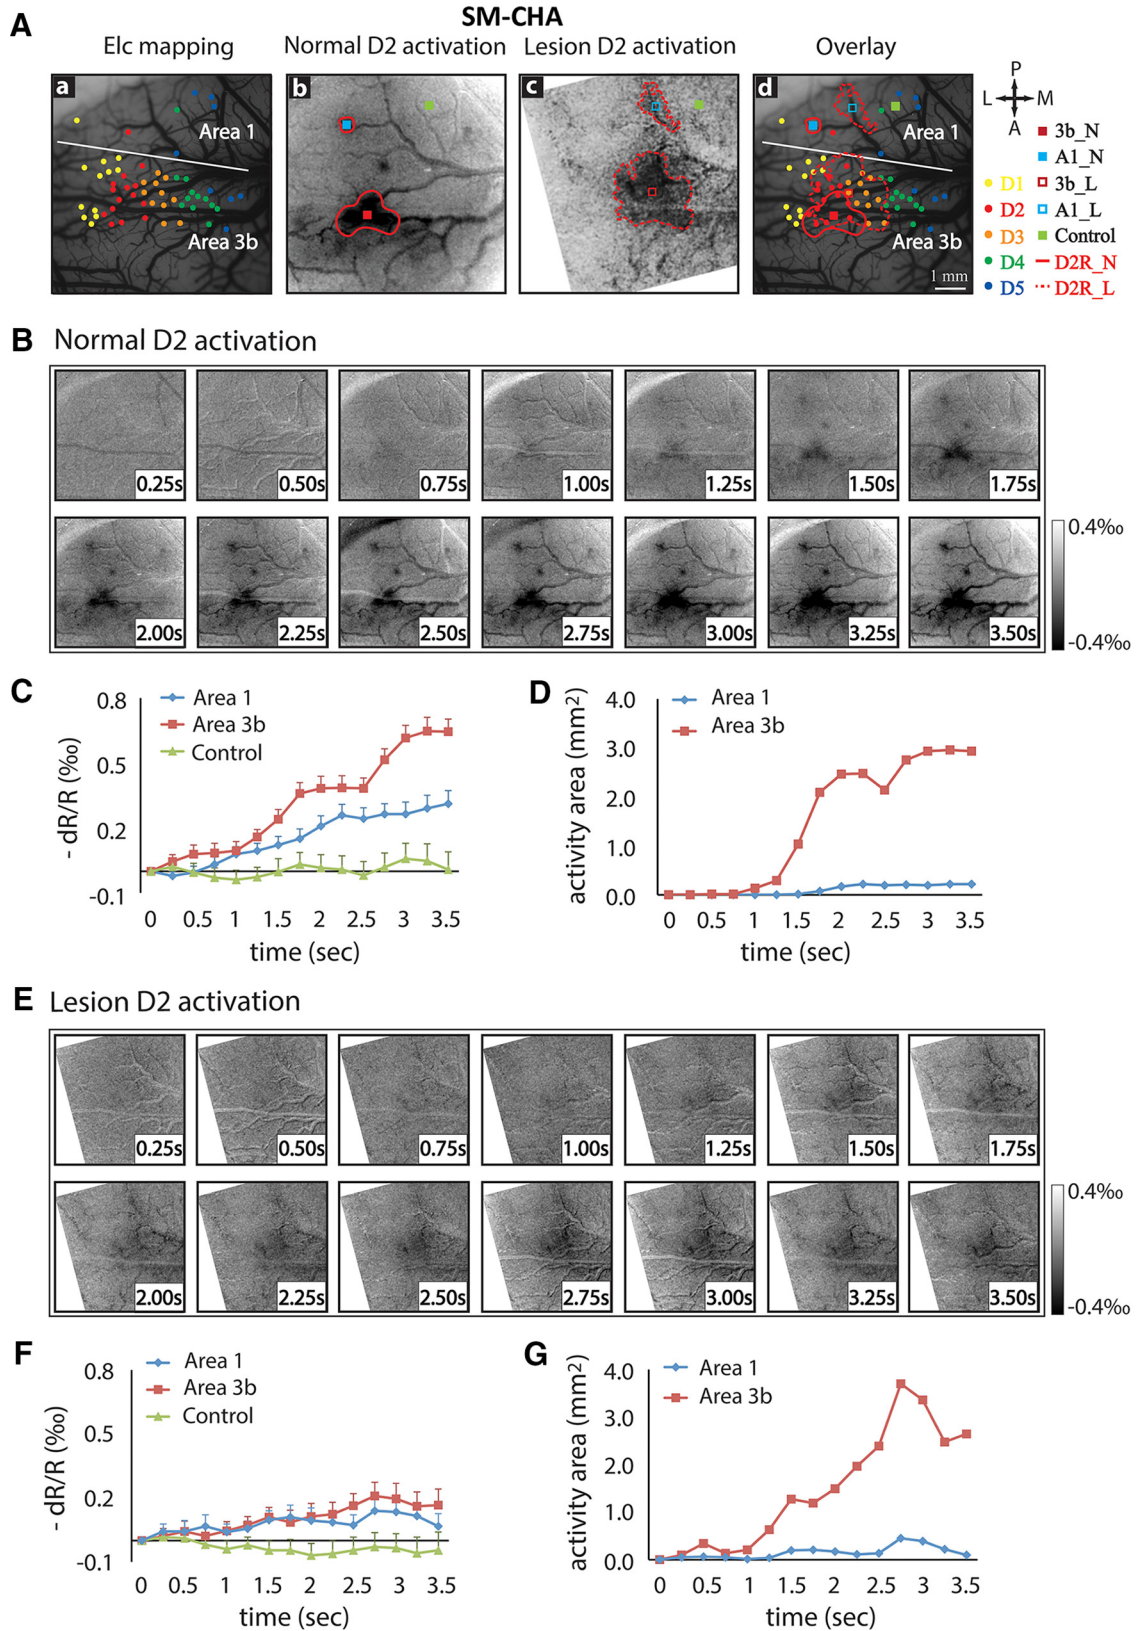 SM-CHA
A
Elc mapping
Normal D2 activation
Lesion D2 activation
Overlay
a
Area 1
Area 3b
b
c
d
Area 1
Area 3b
1 mm
P
L
M
A
3b_N
A1_N
3b_L
A1_L
Control
D2R_N
D2R_L
D1
D2
D3
D4
D5
B
Normal D2 activation
0.25s
0.50s
0.75s
1.00s
1.25s
1.50s
1.75s
2.00s
2.25s
2.50s
2.75s
3.00s
3.25s
3.50s
0.4‰
-0.4‰
C
Area 1
Area 3b
Control
- dR/R (‰)
0.8
0.5
0.2
-0.1
0 0.5 1 1.5 2 2.5 3 3.5
time (sec)
D
Area 1
Area 3b
activity area (mm2)
4.0
3.0
2.0
1.0
0.0
0 0.5 1 1.5 2 2.5 3 3.5
time (sec)
E
Lesion D2 activation
0.25s
0.50s
0.75s
1.00s
1.25s
1.50s
1.75s
2.00s
2.25s
2.50s
2.75s
3.00s
3.25s
3.50s
0.4‰
-0.4‰
F
Area 1
Area 3b
Control
- dR/R (‰)
0.8
0.5
0.2
-0.1
0 0.5 1 1.5 2 2.5 3 3.5
time (sec)
G
Area 1
Area 3b
activity area (mm2)
4.0
3.0
2.0
1.0
0.0
0 0.5 1 1.5 2 2.5 3 3.5
time (sec)